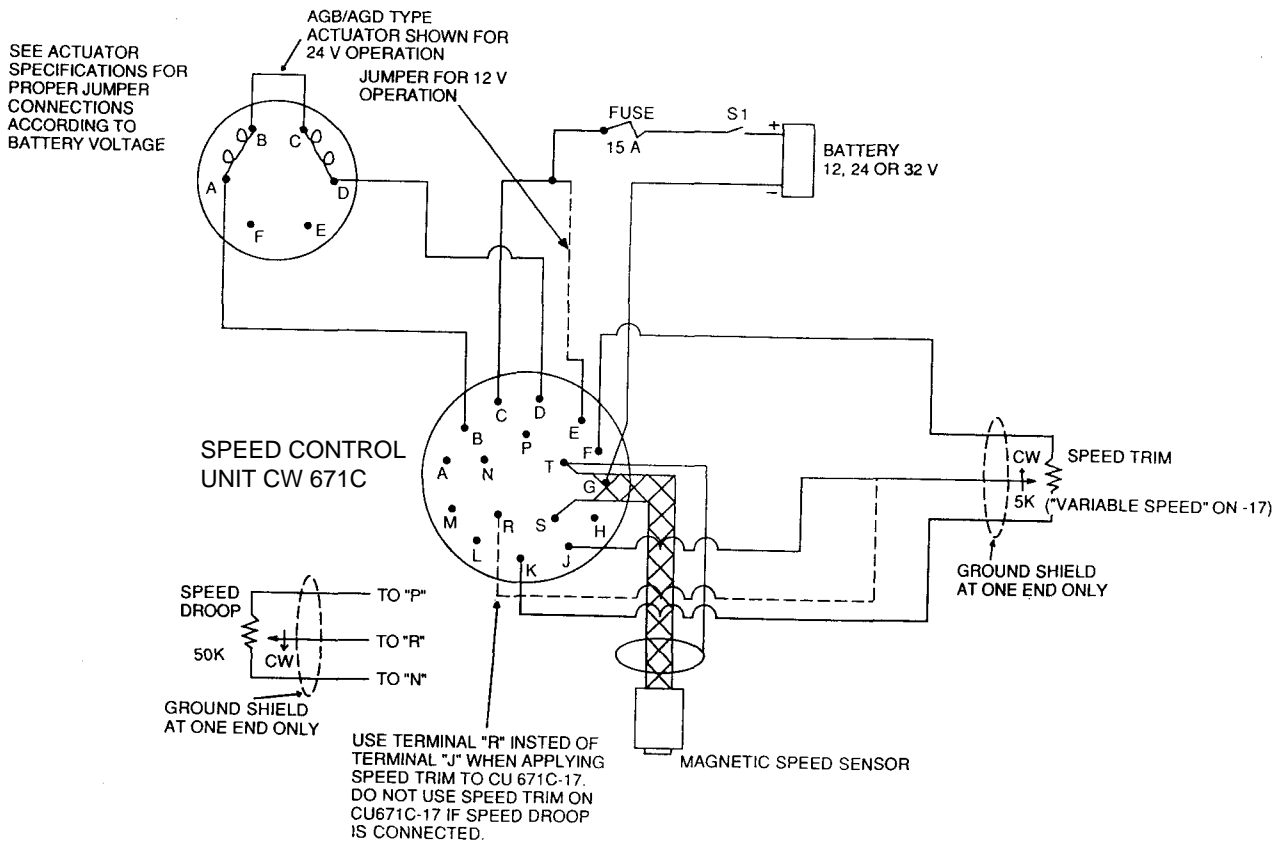 AGB/AGD TYPE
ACTUATOR SHOWN FOR
24 V OPERATION
SEE ACTUATOR
SPECIFICATIONS FOR
PROPER JUMPER
CONNECTIONS
ACCORDING TO
BATTERY VOLTAGE
JUMPER FOR 12 V
OPERATION
FUSE
15 A
S1
+
−
BATTERY
12, 24 OR 32 V
B
C
A
D
F
E
SPEED CONTROL
UNIT CW 671C
C
D
B
P
E
F
A
N
T
G
M
R
S
H
L
K
J
CW
5K
SPEED TRIM
("VARIABLE SPEED" ON -17)
GROUND SHIELD
AT ONE END ONLY
SPEED
DROOP
50K
CW
TO "P"
TO "R"
TO "N"
GROUND SHIELD
AT ONE END ONLY
USE TERMINAL "R" INSTED OF
TERMINAL "J" WHEN APPLYING
SPEED TRIM TO CU 671C-17.
DO NOT USE SPEED TRIM ON
CU671C-17 IF SPEED DROOP
IS CONNECTED.
MAGNETIC SPEED SENSOR